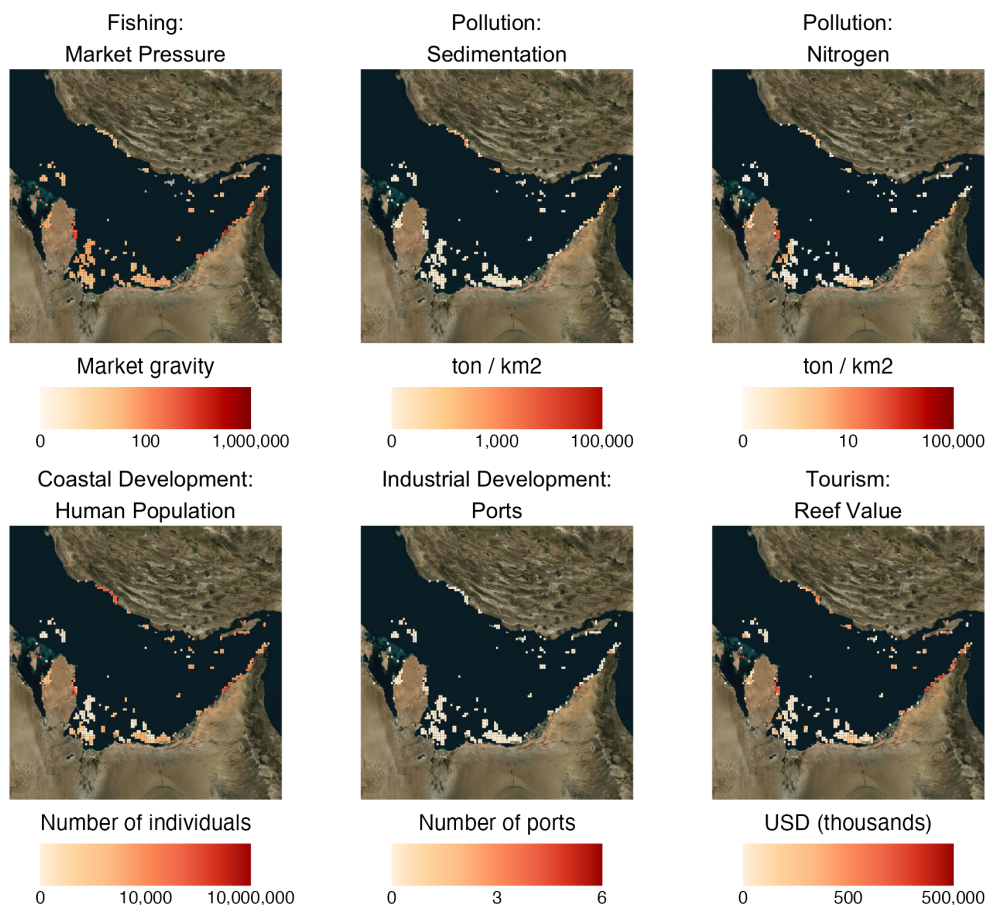 Fishing:
Market Pressure
Pollution:
Sedimentation
Pollution:
Nitrogen
Market gravity
0 100 1,000,000
ton / km2
0 1,000 100,000
ton / km2
0 10 100,000
Coastal Development:
Human Population
Industrial Development:
Ports
Tourism:
Reef Value
Number of individuals
0 10,000 10,000,000
Number of ports
0 3 6
USD (thousands)
0 500 500,000